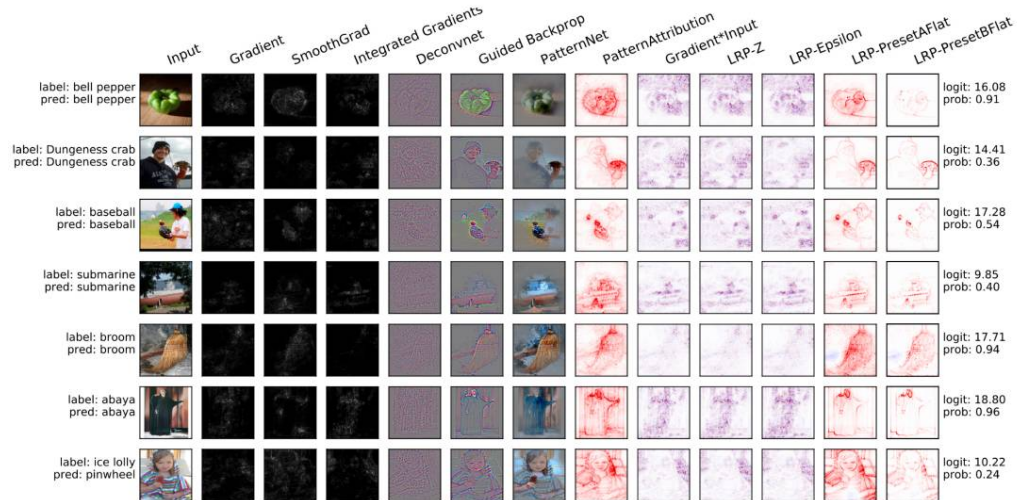 Input
Gradient
SmoothGrad
Integrated Gradients
Deconvnet
Guided Backprop
PatternNet
PatternAttribution
Gradient*Input
LRP-Z
LRP-Epsilon
LRP-PresetAFlat
LRP-PresetBFlat
label: bell pepper
pred: bell pepper
logit: 16.08
prob: 0.91
label: Dungeness crab
pred: Dungeness crab
logit: 14.41
prob: 0.36
label: baseball
pred: baseball
logit: 17.28
prob: 0.54
label: submarine
pred: submarine
logit: 9.85
prob: 0.40
label: broom
pred: broom
logit: 17.71
prob: 0.94
label: abaya
pred: abaya
logit: 18.80
prob: 0.96
label: ice lolly
pred: pinwheel
logit: 10.22
prob: 0.24